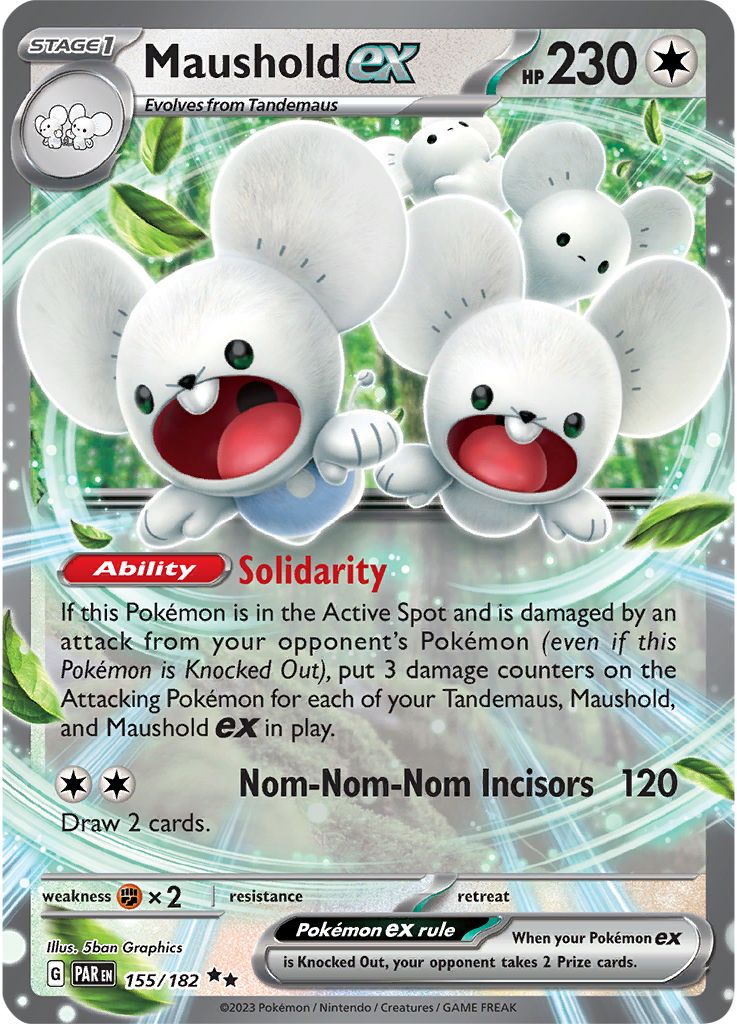 STAGE1
Maushold ex HP 230
Evolves from Tandemaus
Ability Solidarity
If this Pokémon is in the Active Spot and is damaged by an
attack from your opponent's Pokémon (even if this
Pokémon is Knocked Out), put 3 damage counters on the
Attacking Pokémon for each of your Tandemaus, Maushold,
and Maushold ex in play.
Nom-Nom-Nom Incisors 120
Draw 2 cards.
weakness ×2 resistance retreat
Pokémon ex rule When your Pokémon ex
is Knocked Out, your opponent takes 2 Prize cards.
Illus. 5ban Graphics
G PAR EN 155/182 ★★
©2023 Pokémon / Nintendo / Creatures / GAME FREAK